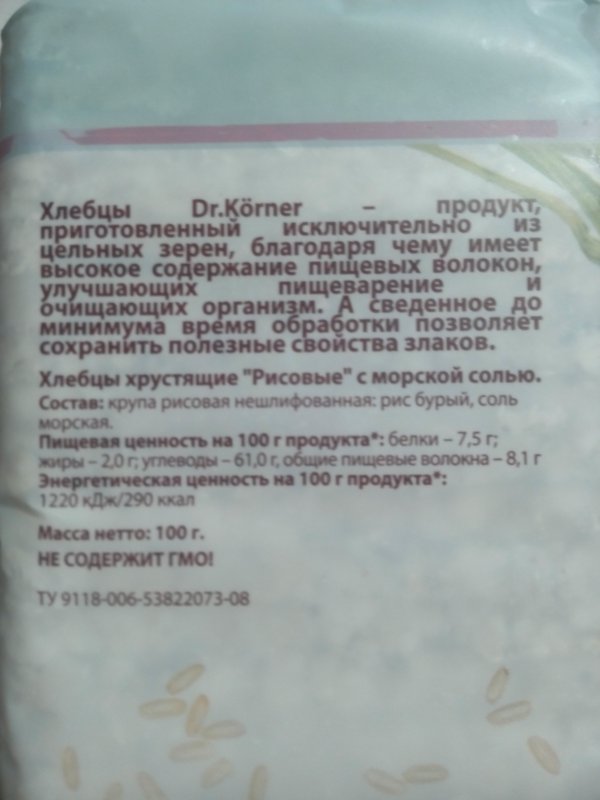 Хлебцы Dr.Körner – продукт,
приготовленный исключительно из
цельных зерен, благодаря чему имеет
высокое содержание пищевых волокон,
улучшающих пищеварение и
очищающих организм. А сведенное до
минимума время обработки позволяет
сохранить полезные свойства злаков.
Хлебцы хрустящие "Рисовые" с морской солью.
Состав: крупа рисовая нешлифованная: рис бурый, соль
морская.
Пищевая ценность на 100 г продукта*: белки – 7,5 г;
жиры – 2,0 г; углеводы – 61,0 г, общие пищевые волокна – 8,1 г
Энергетическая ценность на 100 г продукта*:
1220 кДж/290 ккал
Масса нетто: 100 г.
НЕ СОДЕРЖИТ ГМО!
ТУ 9118-006-53822073-08